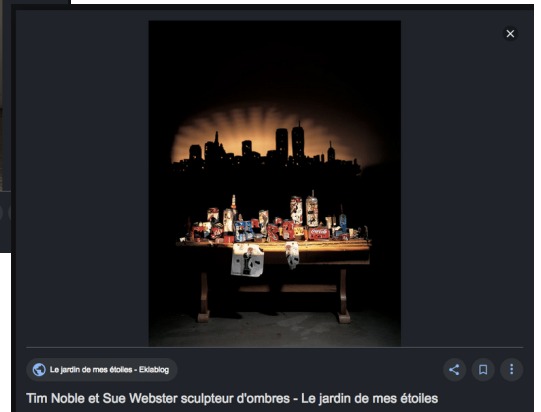 Le jardin de mes étoiles - Eklablog
Tim Noble et Sue Webster sculpteur d'ombres - Le jardin de mes étoiles